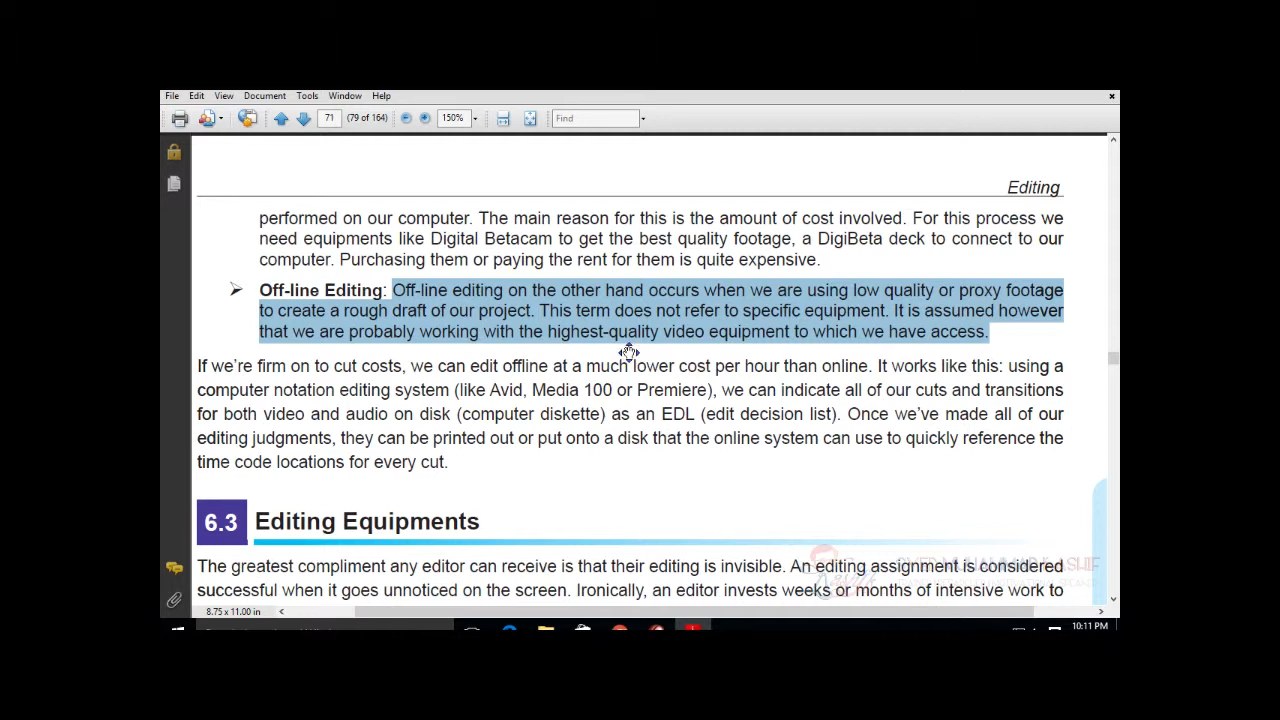 File Edit View Document Tools Window Help
71 (79 of 164) 150% Find
Editing
performed on our computer. The main reason for this is the amount of cost involved. For this process we
need equipments like Digital Betacam to get the best quality footage, a DigiBeta deck to connect to our
computer. Purchasing them or paying the rent for them is quite expensive.
Off-line Editing: Off-line editing on the other hand occurs when we are using low quality or proxy footage
to create a rough draft of our project. This term does not refer to specific equipment. It is assumed however
that we are probably working with the highest-quality video equipment to which we have access.
If we’re firm on to cut costs, we can edit offline at a much lower cost per hour than online. It works like this: using a
computer notation editing system (like Avid, Media 100 or Premiere), we can indicate all of our cuts and transitions
for both video and audio on disk (computer diskette) as an EDL (edit decision list). Once we’ve made all of our
editing judgments, they can be printed out or put onto a disk that the online system can use to quickly reference the
time code locations for every cut.
6.3 Editing Equipments
The greatest compliment any editor can receive is that their editing is invisible. An editing assignment is considered
successful when it goes unnoticed on the screen. Ironically, an editor invests weeks or months of intensive work to
8.75 x 11.00 in
10:11 PM